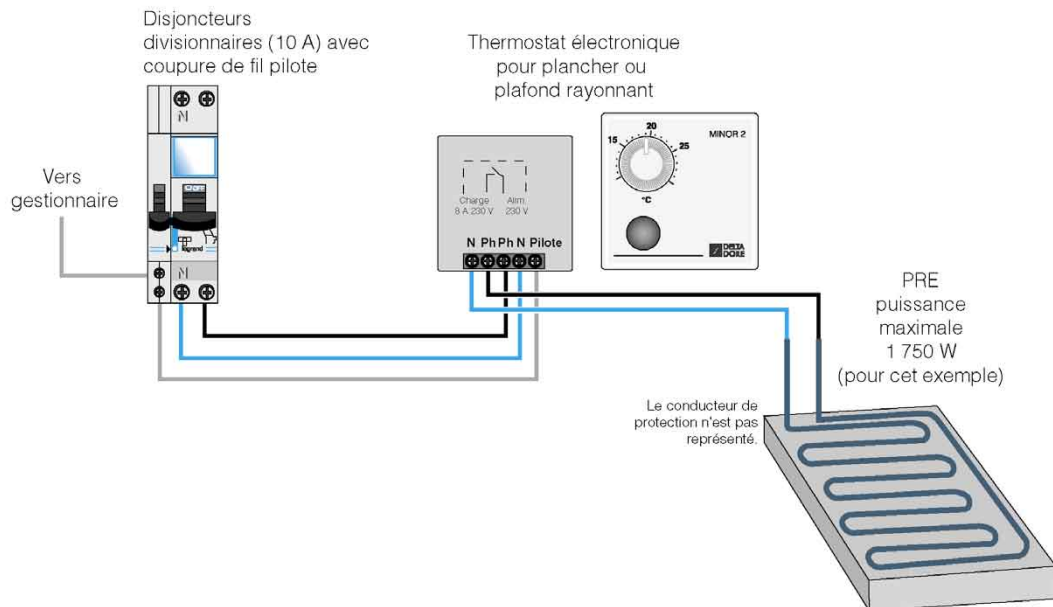 Disjoncteurs
divisionnaires (10 A) avec
coupure de fil pilote
Thermostat électronique
pour plancher ou
plafond rayonnant
Vers
gestionnaire
N
legrand
N
Charge
8 A 230 V
Alim.
230 V
N Ph Ph N Pilote
MINOR 2
15
20
25
°C
DELTA
DORE
PRE
puissance
maximale
1 750 W
(pour cet exemple)
Le conducteur de
protection n'est pas
représenté.